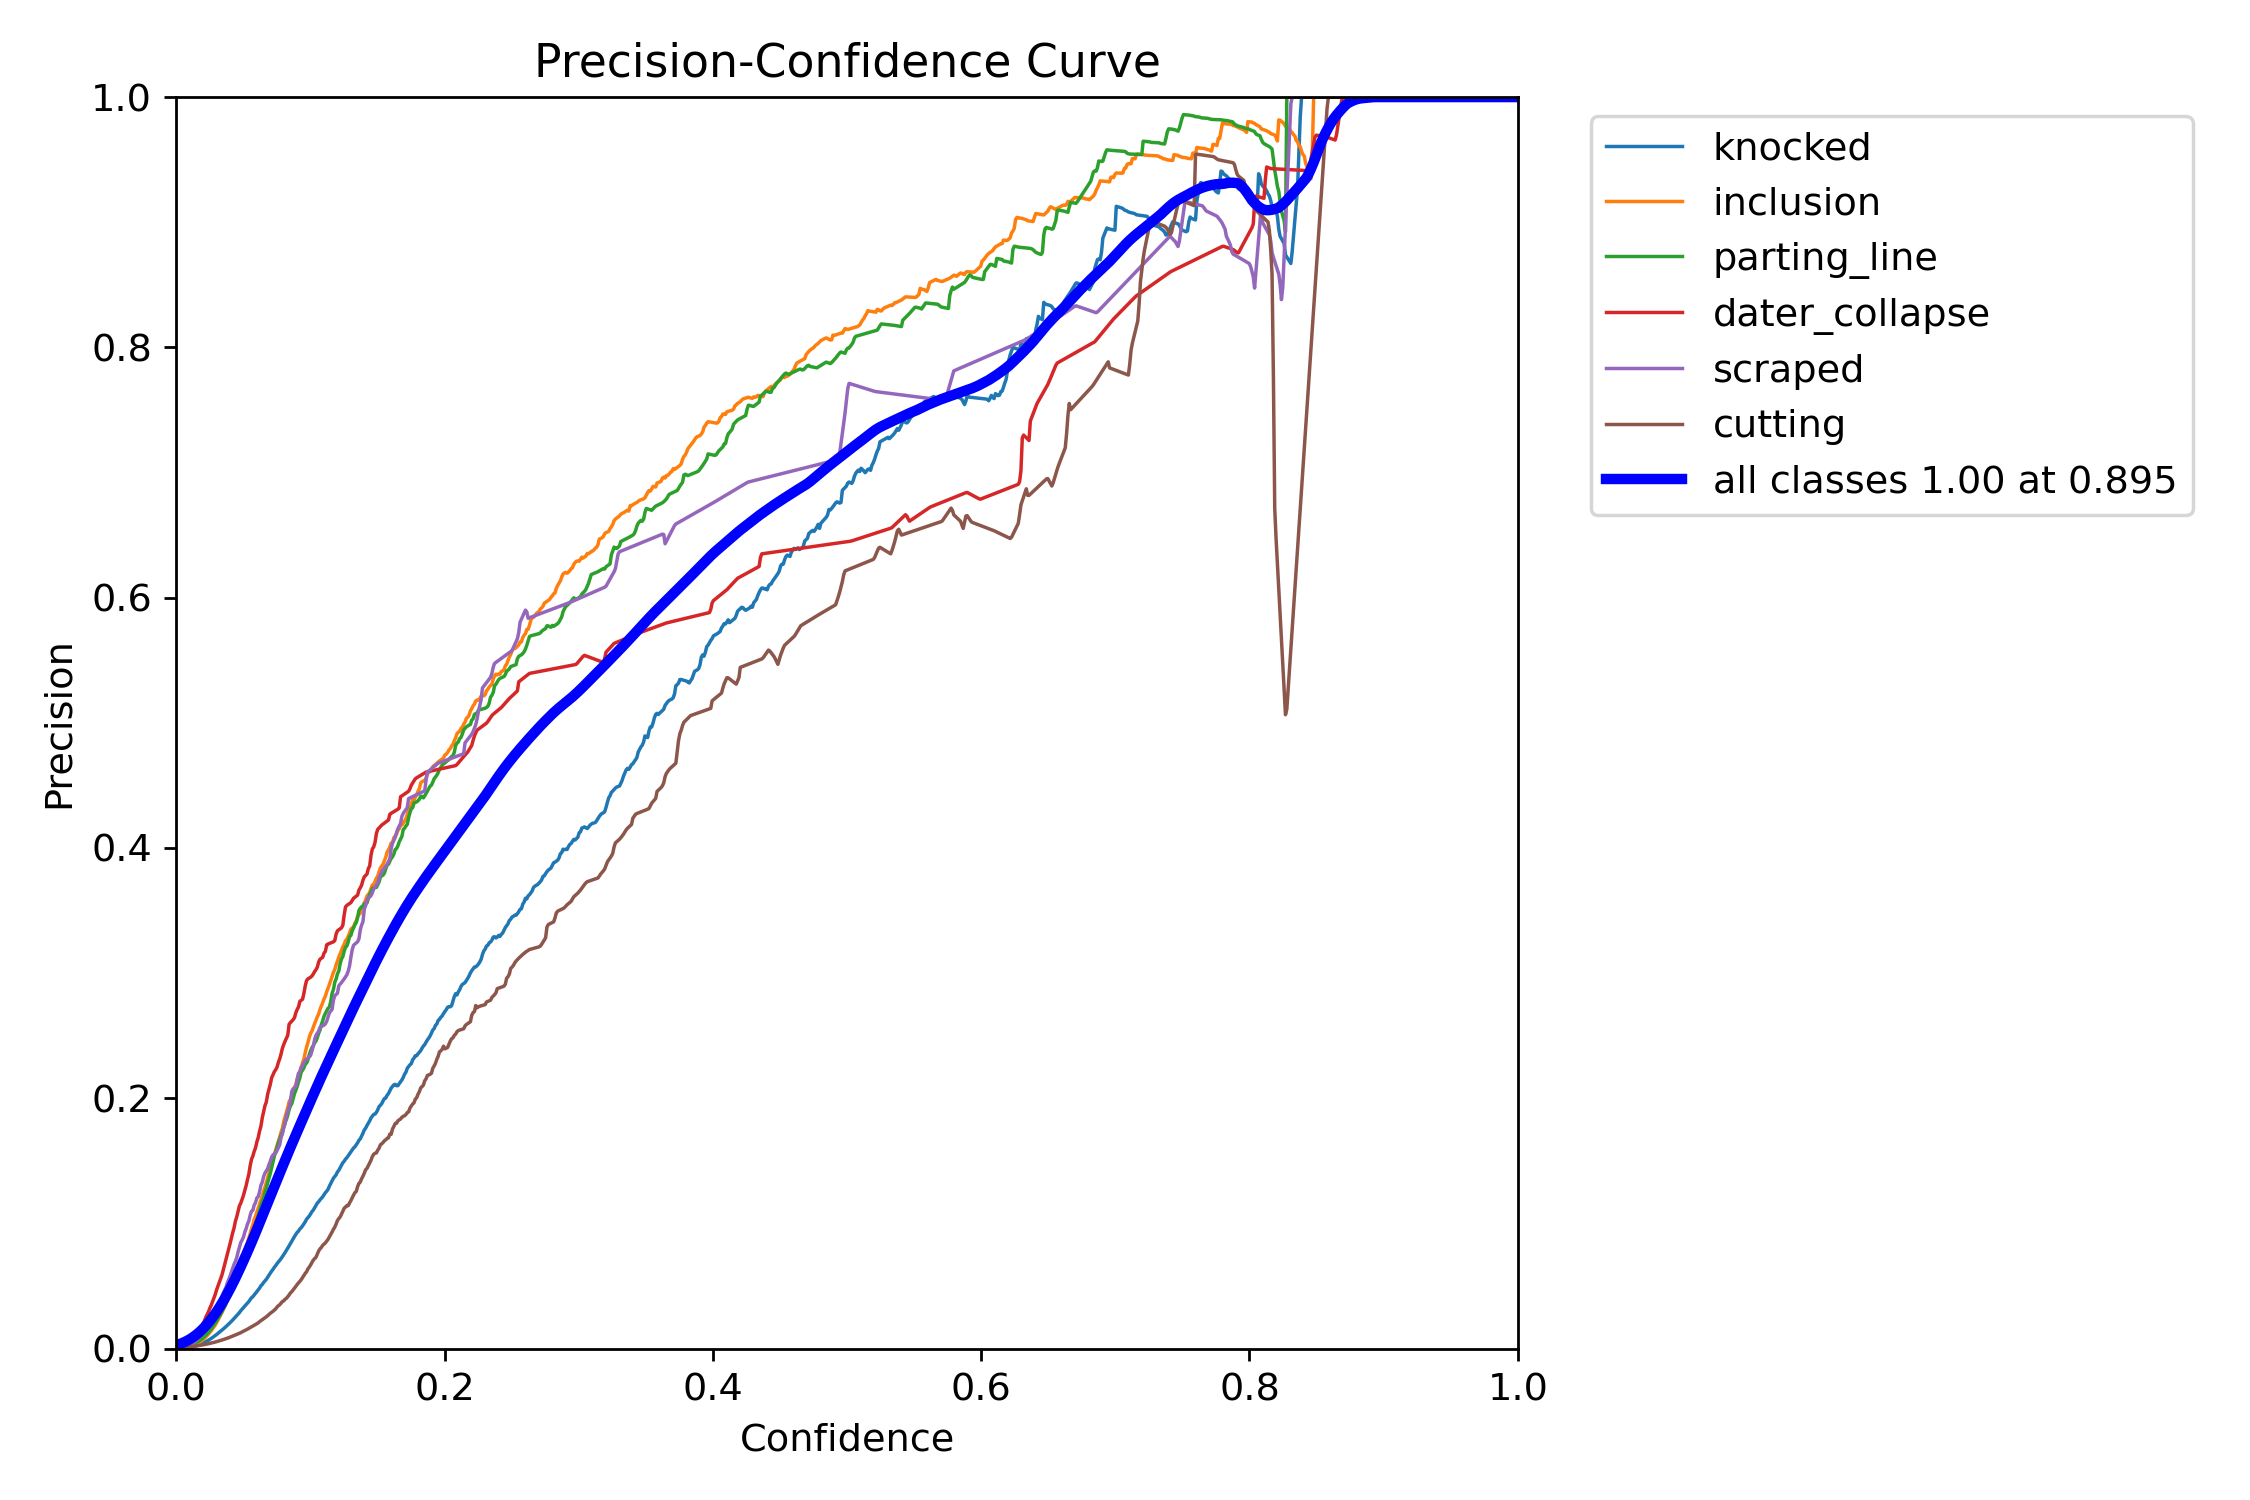 Precision-Confidence Curve
1.0
0.8
0.6
0.4
0.2
0.0
Precision
0.0 0.2 0.4 0.6 0.8 1.0
Confidence
knocked
inclusion
parting_line
dater_collapse
scraped
cutting
all classes 1.00 at 0.895